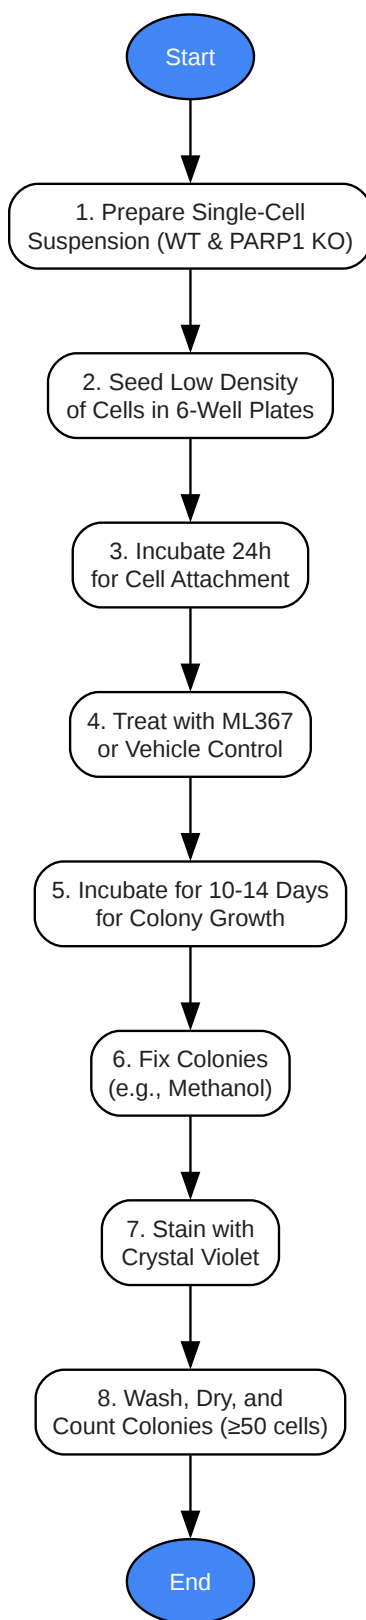 Start
1. Prepare Single-Cell
Suspension (WT & PARP1 KO)
2. Seed Low Density
of Cells in 6-Well Plates
3. Incubate 24h
for Cell Attachment
4. Treat with ML367
or Vehicle Control
5. Incubate for 10-14 Days
for Colony Growth
6. Fix Colonies
(e.g., Methanol)
7. Stain with
Crystal Violet
8. Wash, Dry, and
Count Colonies (≥50 cells)
End